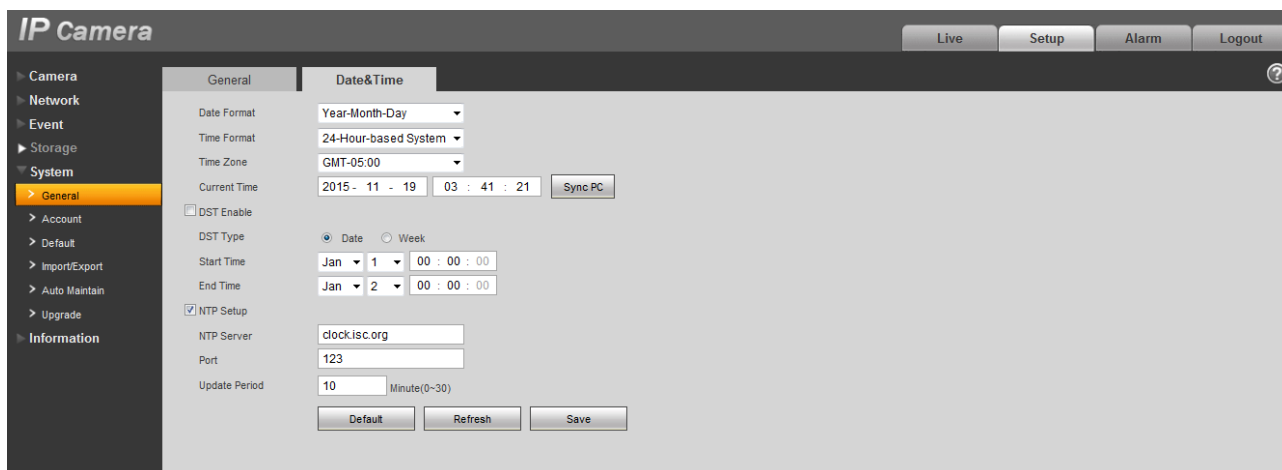 IP Camera
Live Setup Alarm Logout
Camera
Network
Event
Storage
System
General
Account
Default
Import/Export
Auto Maintain
Upgrade
Information
General Date&Time
Date Format Year-Month-Day
Time Format 24-Hour-based System
Time Zone GMT-05:00
Current Time 2015 - 11 - 19 03 : 41 : 21 Sync PC
DST Enable
DST Type Date Week
Start Time Jan 1 00 : 00 : 00
End Time Jan 2 00 : 00 : 00
NTP Setup
NTP Server clock.isc.org
Port 123
Update Period 10 Minute(0~30)
Default Refresh Save